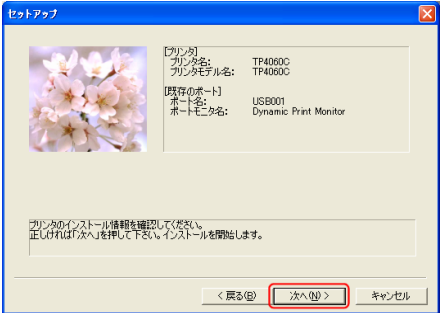 セットアップ
[プリンタ]
プリンタ名: TP4060C
プリンタモデル名: TP4060C
[既存のポート]
ポート名: USB001
ポートモニタ名: Dynamic Print Monitor
プリンタのインストール情報を確認してください。
正しければ「次へ」を押して下さい。インストールを開始します。
< 戻る(B) 次へ(N) > キャンセル